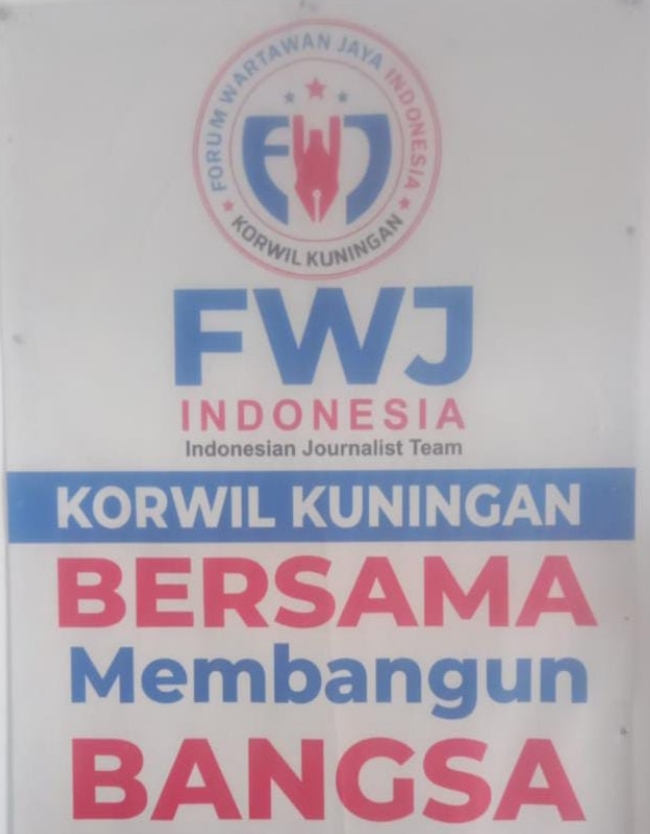 FORUM WARTAWAN JAYA INDONESIA
FWJ
KORWIL KUNINGAN
FWJ
INDONESIA
Indonesian Journalist Team
KORWIL KUNINGAN
BERSAMA
Membangun
BANGSA